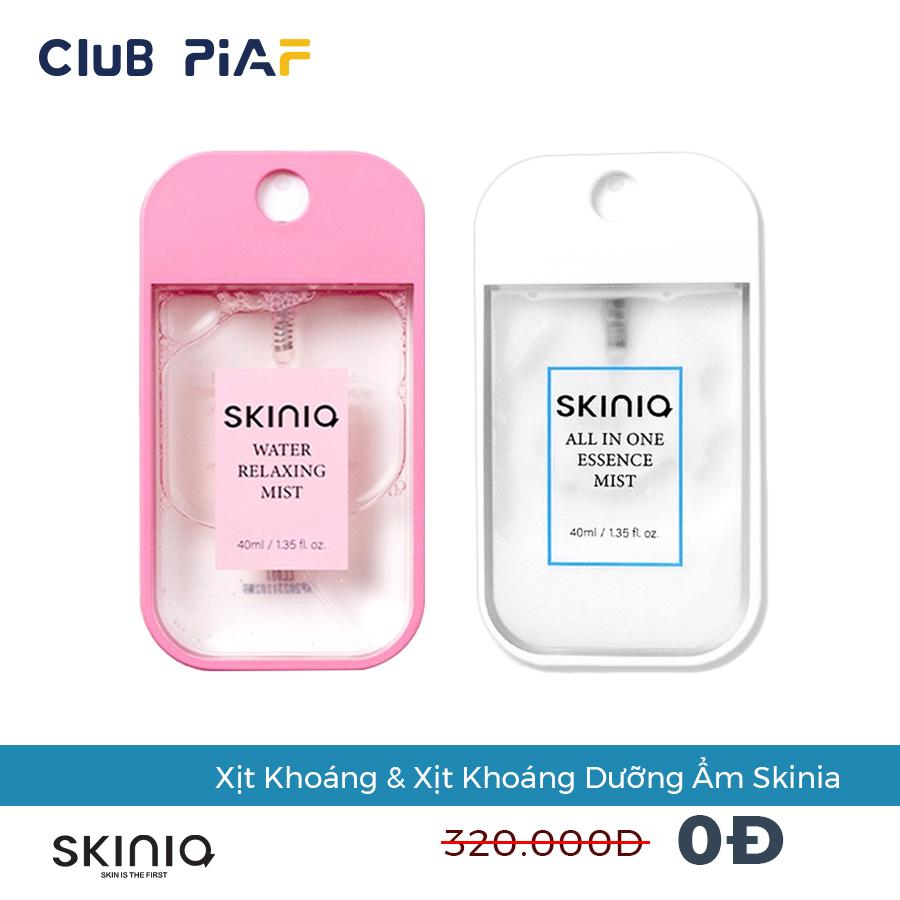 CluB PiAF
SKINIQ
WATER
RELAXING
MIST
40ml / 1.35 fl. oz.
SKINIQ
ALL IN ONE
ESSENCE
MIST
40ml / 1.35 fl. oz.
Xịt Khoáng & Xịt Khoáng Dưỡng Ẩm Skinia
SKINIQ
SKIN IS THE FIRST
320.000Đ 0Đ